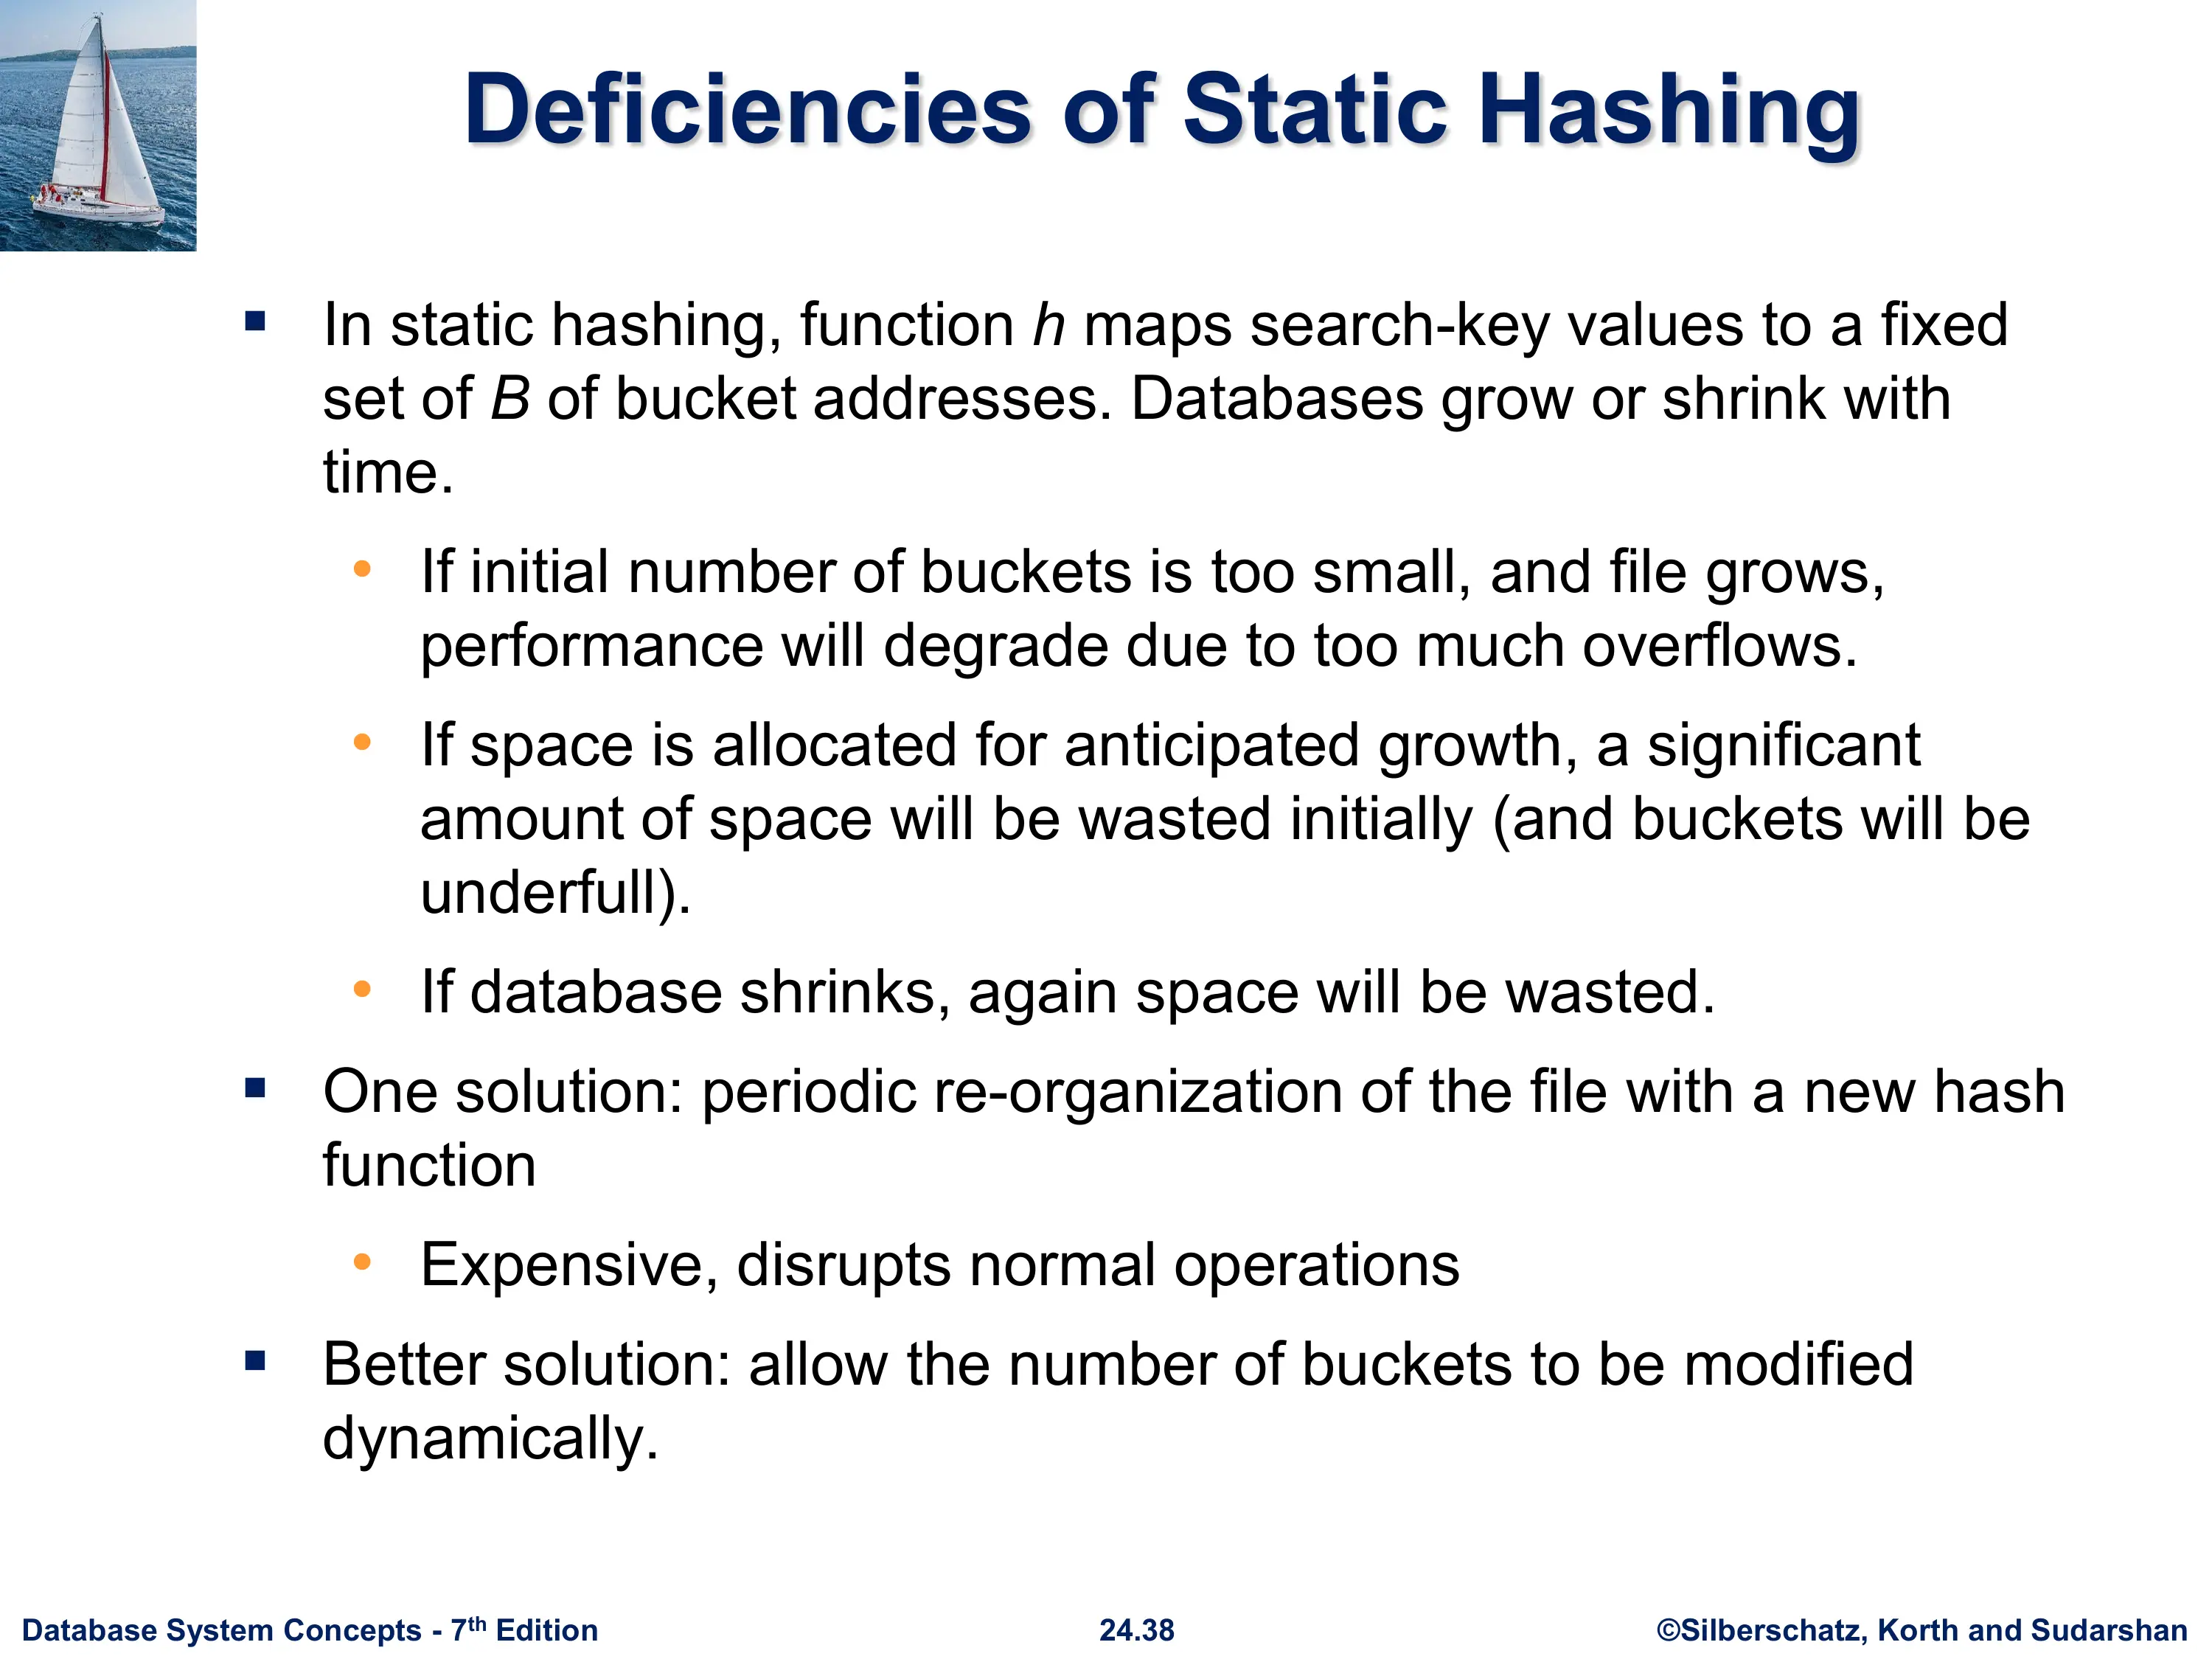 Deficiencies of Static Hashing
▪ In static hashing, function h maps search-key values to a fixed
set of B of bucket addresses. Databases grow or shrink with
time.
• If initial number of buckets is too small, and file grows,
performance will degrade due to too much overflows.
• If space is allocated for anticipated growth, a significant
amount of space will be wasted initially (and buckets will be
underfull).
• If database shrinks, again space will be wasted.
▪ One solution: periodic re-organization of the file with a new hash
function
• Expensive, disrupts normal operations
▪ Better solution: allow the number of buckets to be modified
dynamically.
Database System Concepts - 7th Edition
24.38
©Silberschatz, Korth and Sudarshan